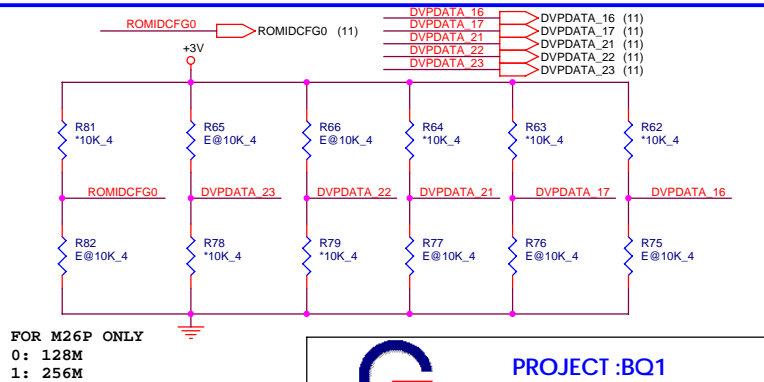 ROMIDCFG0
ROMIDCFG0 (11)
DVPDATA_16
DVPDATA_17
DVPDATA_21
DVPDATA_22
DVPDATA_23
DVPDATA_16 (11)
DVPDATA_17 (11)
DVPDATA_21 (11)
DVPDATA_22 (11)
DVPDATA_23 (11)
+3V
R81
*10K_4
R65
E@10K_4
R66
E@10K_4
R64
*10K_4
R63
*10K_4
R62
*10K_4
ROMIDCFG0
DVPDATA_23
DVPDATA_22
DVPDATA_21
DVPDATA_17
DVPDATA_16
R82
E@10K_4
R78
*10K_4
R79
*10K_4
R77
E@10K_4
R76
E@10K_4
R75
E@10K_4
FOR M26P ONLY
0: 128M
1: 256M
PROJECT :BQ1